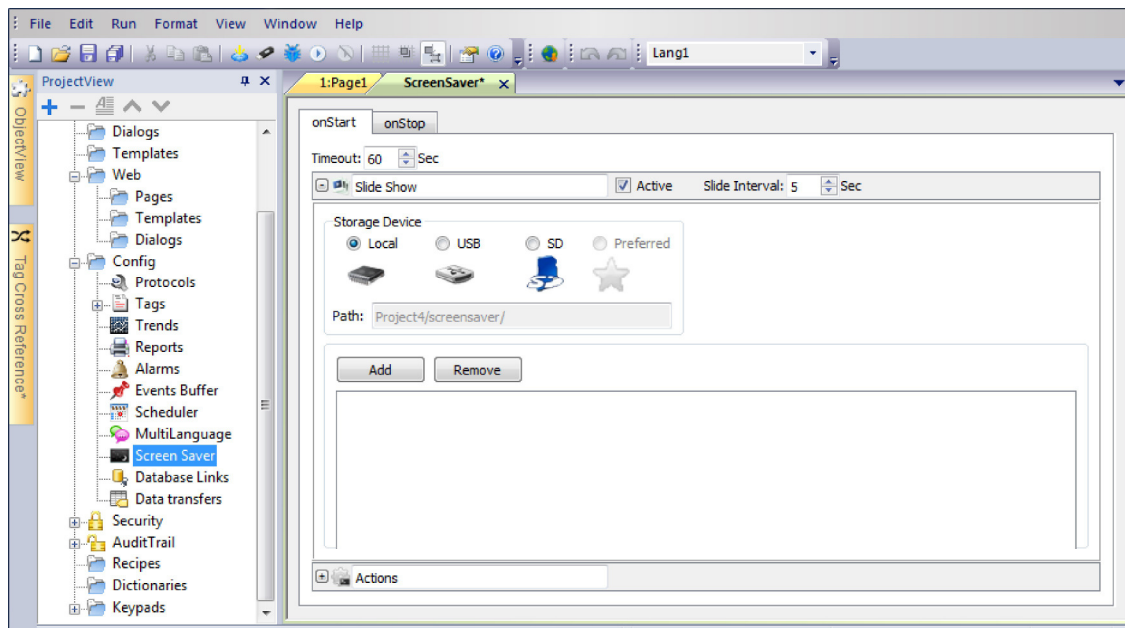 File Edit Run Format View Window Help
Lang1
ProjectView
ObjectView
Tag Cross Reference*
Dialogs
Templates
Web
Pages
Templates
Dialogs
Config
Protocols
Tags
Trends
Reports
Alarms
Events Buffer
Scheduler
MultiLanguage
Screen Saver
Database Links
Data transfers
Security
AuditTrail
Recipes
Dictionaries
Keypads
1:Page1 ScreenSaver*
onStart onStop
Timeout: 60 Sec
Slide Show Active Slide Interval: 5 Sec
Storage Device
Local USB SD Preferred
Path: Project4/screensaver/
Add Remove
Actions